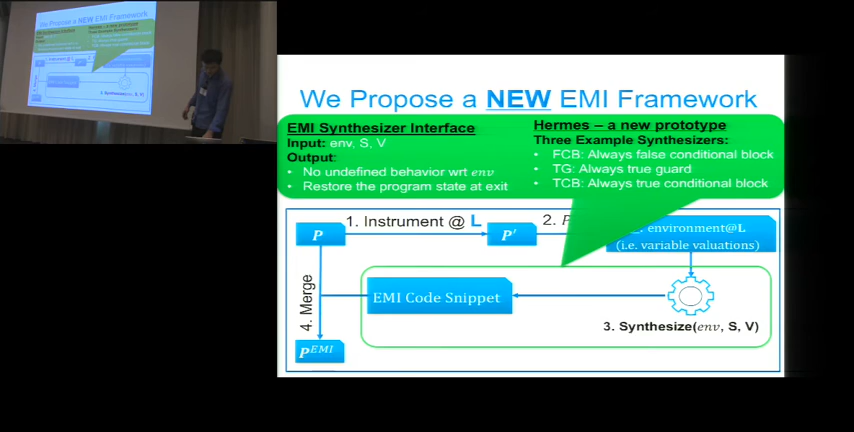 We Propose a NEW EMI Framework
EMI Synthesizer Interface
Input: env, S, V
Output:
• No undefined behavior wrt env
• Restore the program state at exit
Hermes – a new prototype
Three Example Synthesizers:
• FCB: Always false conditional block
• TG: Always true guard
• TCB: Always true conditional block
1. Instrument @ L
2. P
P
P′
environment@L
(i.e. variable valuations)
4. Merge
EMI Code Snippet
3. Synthesize(env, S, V)
P^EMI